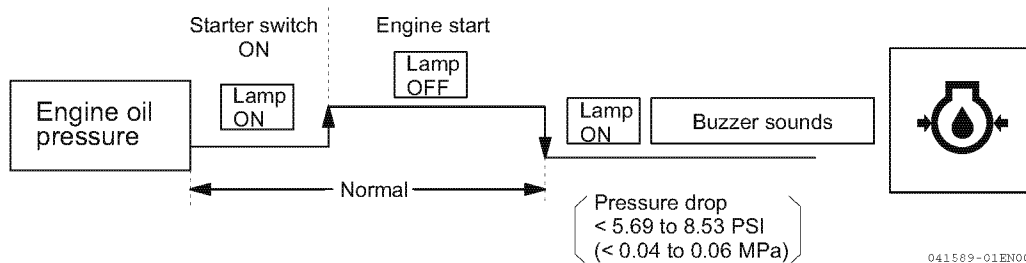 Starter switch
ON
Engine start
Engine oil
pressure
Lamp
ON
Lamp
OFF
Lamp
ON
Buzzer sounds
Normal
Pressure drop
< 5.69 to 8.53 PSI
(< 0.04 to 0.06 MPa)